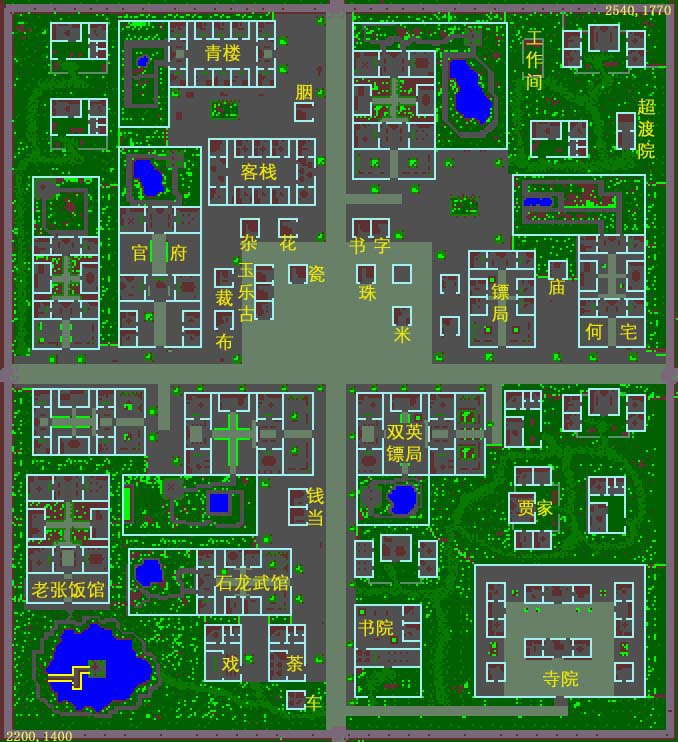 2540, 1770
青楼
工作间
胭
超渡院
客栈
官府
杂
花
书
字
玉乐古
瓷
裁
珠
镖局
庙
布
米
何宅
双英
镖局
钱当
贾家
老张饭馆
石龙武馆
书院
戏
茶
寺院
车
2200, 1400